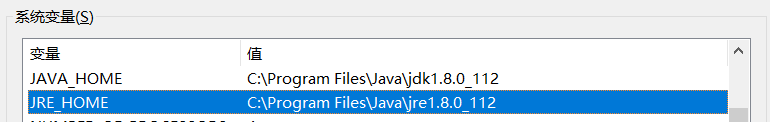 系统变量(S)
变量 值
JAVA_HOME C:\Program Files\Java\jdk1.8.0_112
JRE_HOME C:\Program Files\Java\jre1.8.0_112